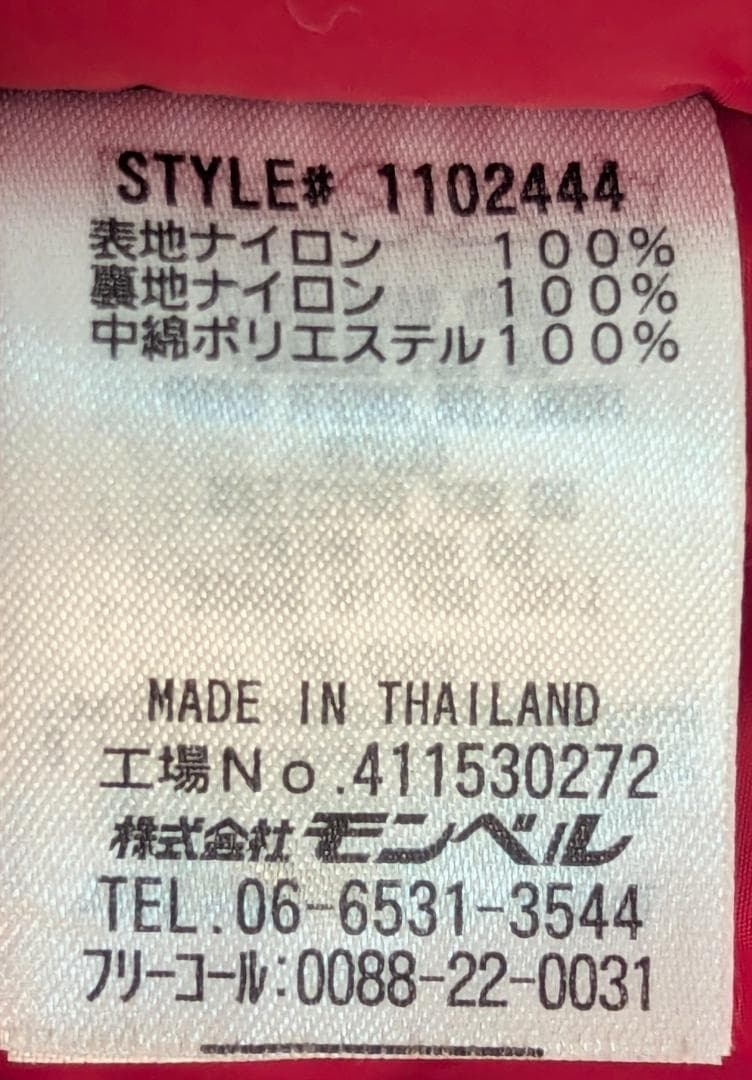 STYLE# 1102444
表地ナイロン 100%
裏地ナイロン 100%
中綿ポリエステル100%
MADE IN THAILAND
工場No.411530272
株式会社モンベル
TEL.06-6531-3544
フリーコール:0088-22-0031